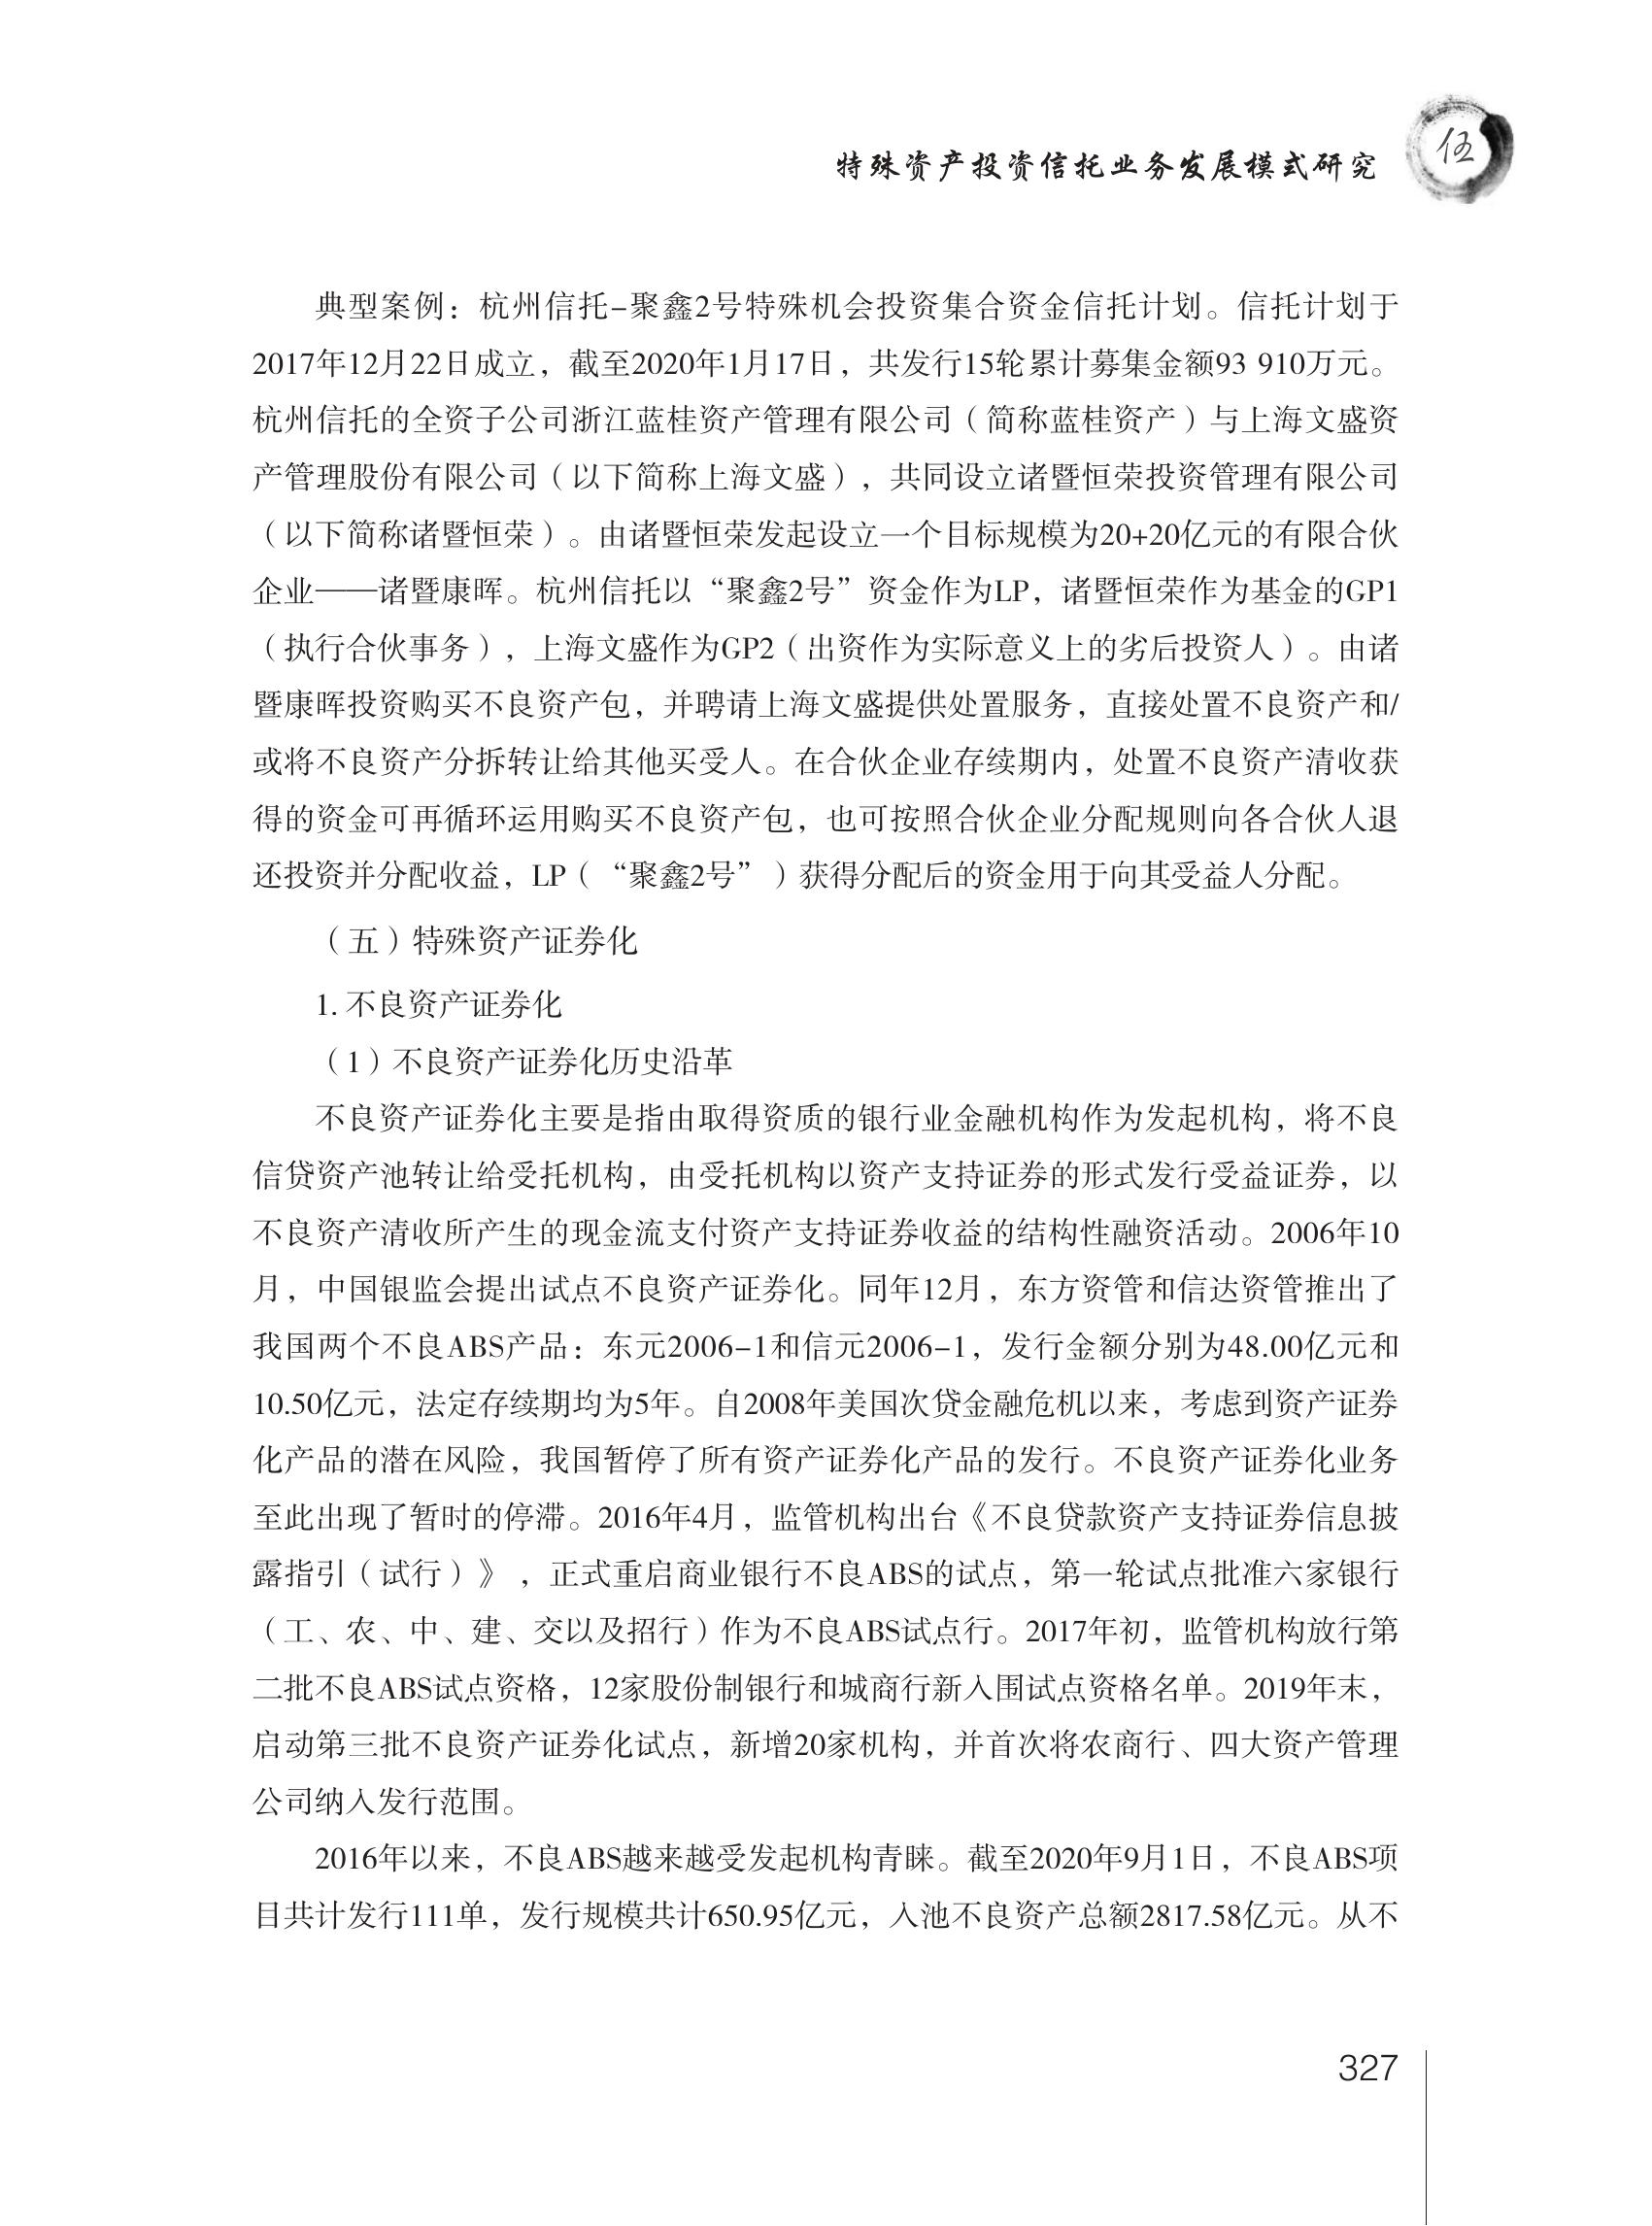 特殊资产投资信托业务发展模式研究
伍
典型案例：杭州信托–聚鑫2号特殊机会投资集合资金信托计划。信托计划于
2017年12月22日成立，截至2020年1月17日，共发行15轮累计募集金额93 910万元。
杭州信托的全资子公司浙江蓝桂资产管理有限公司（简称蓝桂资产）与上海文盛资
产管理股份有限公司（以下简称上海文盛），共同设立诸暨恒荣投资管理有限公司
（以下简称诸暨恒荣）。由诸暨恒荣发起设立一个目标规模为20+20亿元的有限合伙
企业——诸暨康晖。杭州信托以“聚鑫2号”资金作为LP，诸暨恒荣作为基金的GP1
（执行合伙事务），上海文盛作为GP2（出资作为实际意义上的劣后投资人）。由诸
暨康晖投资购买不良资产包，并聘请上海文盛提供处置服务，直接处置不良资产和/
或将不良资产分拆转让给其他买受人。在合伙企业存续期内，处置不良资产清收获
得的资金可再循环运用购买不良资产包，也可按照合伙企业分配规则向各合伙人退
还投资并分配收益，LP（“聚鑫2号”）获得分配后的资金用于向其受益人分配。
（五）特殊资产证券化
1. 不良资产证券化
（1）不良资产证券化历史沿革
不良资产证券化主要是指由取得资质的银行业金融机构作为发起机构，将不良
信贷资产池转让给受托机构，由受托机构以资产支持证券的形式发行受益证券，以
不良资产清收所产生的现金流支付资产支持证券收益的结构性融资活动。2006年10
月，中国银监会提出试点不良资产证券化。同年12月，东方资管和信达资管推出了
我国两个不良ABS产品：东元2006–1和信元2006–1，发行金额分别为48.00亿元和
10.50亿元，法定存续期均为5年。自2008年美国次贷金融危机以来，考虑到资产证券
化产品的潜在风险，我国暂停了所有资产证券化产品的发行。不良资产证券化业务
至此出现了暂时的停滞。2016年4月，监管机构出台《不良贷款资产支持证券信息披
露指引（试行）》，正式重启商业银行不良ABS的试点，第一轮试点批准六家银行
（工、农、中、建、交以及招行）作为不良ABS试点行。2017年初，监管机构放行第
二批不良ABS试点资格，12家股份制银行和城商行新入围试点资格名单。2019年末，
启动第三批不良资产证券化试点，新增20家机构，并首次将农商行、四大资产管理
公司纳入发行范围。
2016年以来，不良ABS越来越受发起机构青睐。截至2020年9月1日，不良ABS项
目共计发行111单，发行规模共计650.95亿元，入池不良资产总额2817.58亿元。从不
327